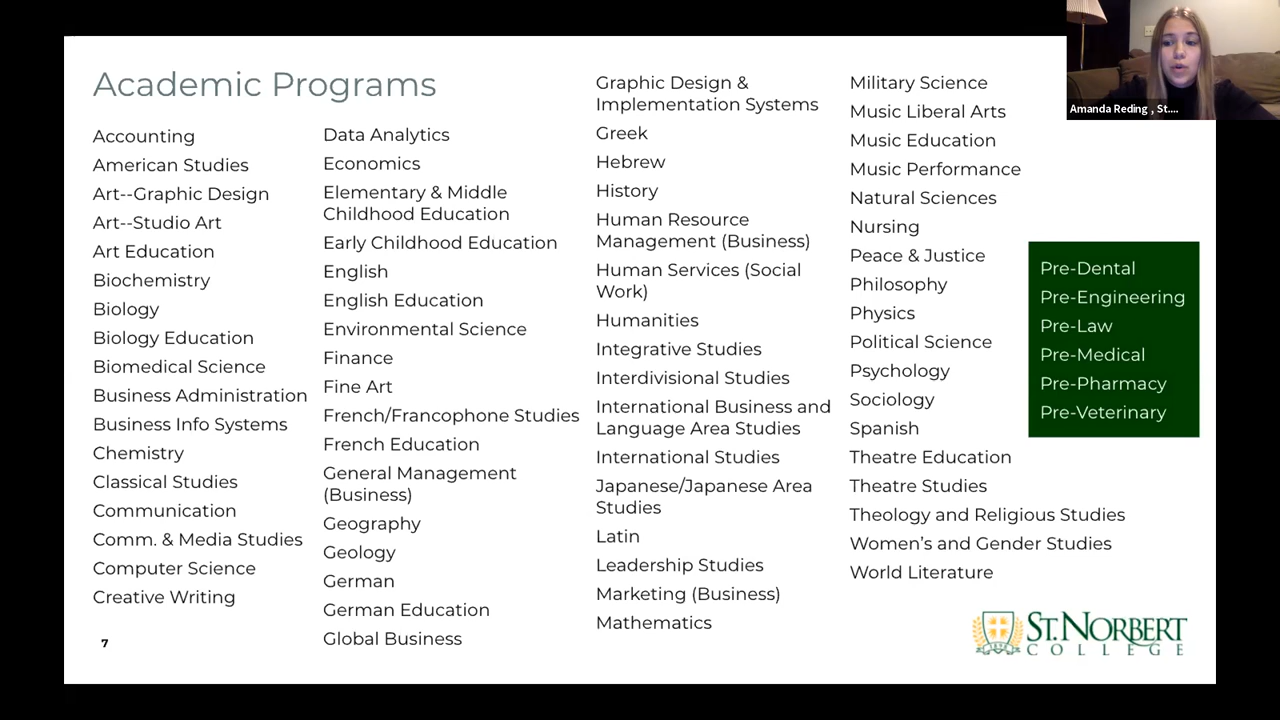 Academic Programs
Accounting
American Studies
Art--Graphic Design
Art--Studio Art
Art Education
Biochemistry
Biology
Biology Education
Biomedical Science
Business Administration
Business Info Systems
Chemistry
Classical Studies
Communication
Comm. & Media Studies
Computer Science
Creative Writing
7
Data Analytics
Economics
Elementary & Middle
Childhood Education
Early Childhood Education
English
English Education
Environmental Science
Finance
Fine Art
French/Francophone Studies
French Education
General Management
(Business)
Geography
Geology
German
German Education
Global Business
Graphic Design &
Implementation Systems
Greek
Hebrew
History
Human Resource
Management (Business)
Human Services (Social
Work)
Humanities
Integrative Studies
Interdivisional Studies
International Business and
Language Area Studies
International Studies
Japanese/Japanese Area
Studies
Latin
Leadership Studies
Marketing (Business)
Mathematics
Military Science
Music Liberal Arts
Music Education
Music Performance
Natural Sciences
Nursing
Peace & Justice
Philosophy
Physics
Political Science
Psychology
Sociology
Spanish
Theatre Education
Theatre Studies
Theology and Religious Studies
Women's and Gender Studies
World Literature
Pre-Dental
Pre-Engineering
Pre-Law
Pre-Medical
Pre-Pharmacy
Pre-Veterinary
Amanda Reding , St....
ST. NORBERT
COLLEGE